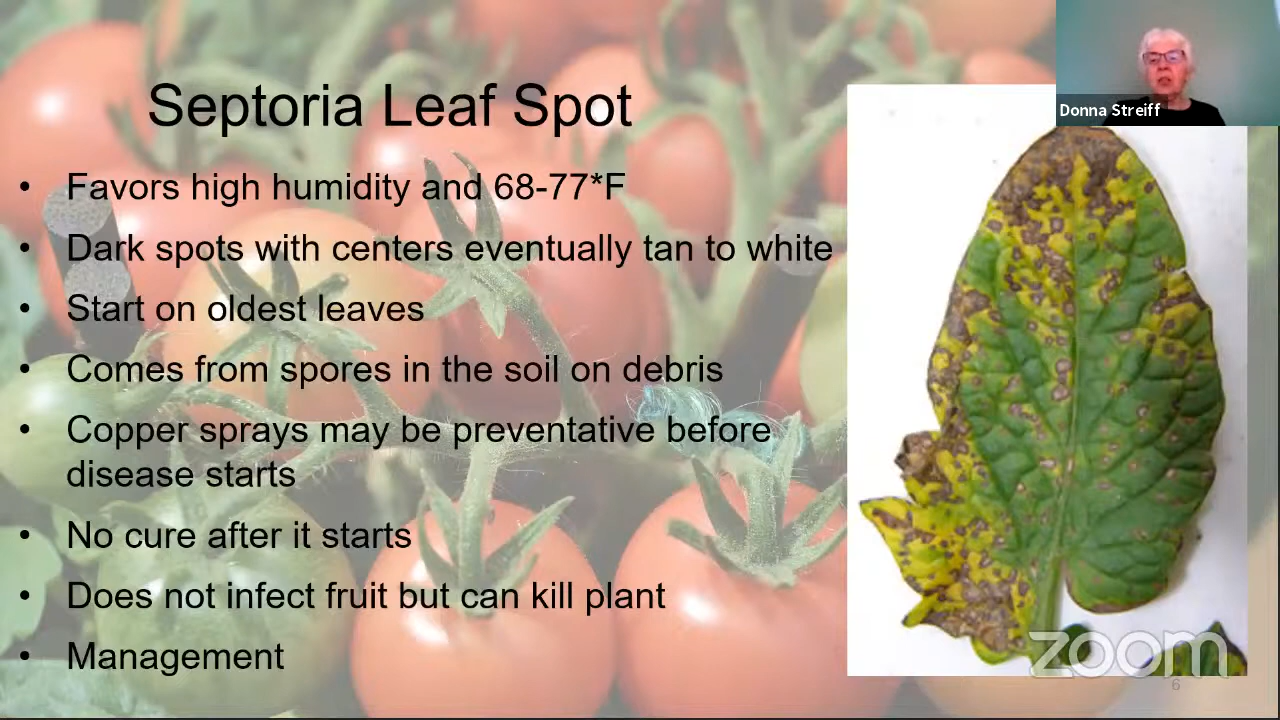 Donna Streiff
Septoria Leaf Spot
• Favors high humidity and 68-77*F
• Dark spots with centers eventually tan to white
• Start on oldest leaves
• Comes from spores in the soil on debris
• Copper sprays may be preventative before
disease starts
• No cure after it starts
• Does not infect fruit but can kill plant
• Management
zoom
6